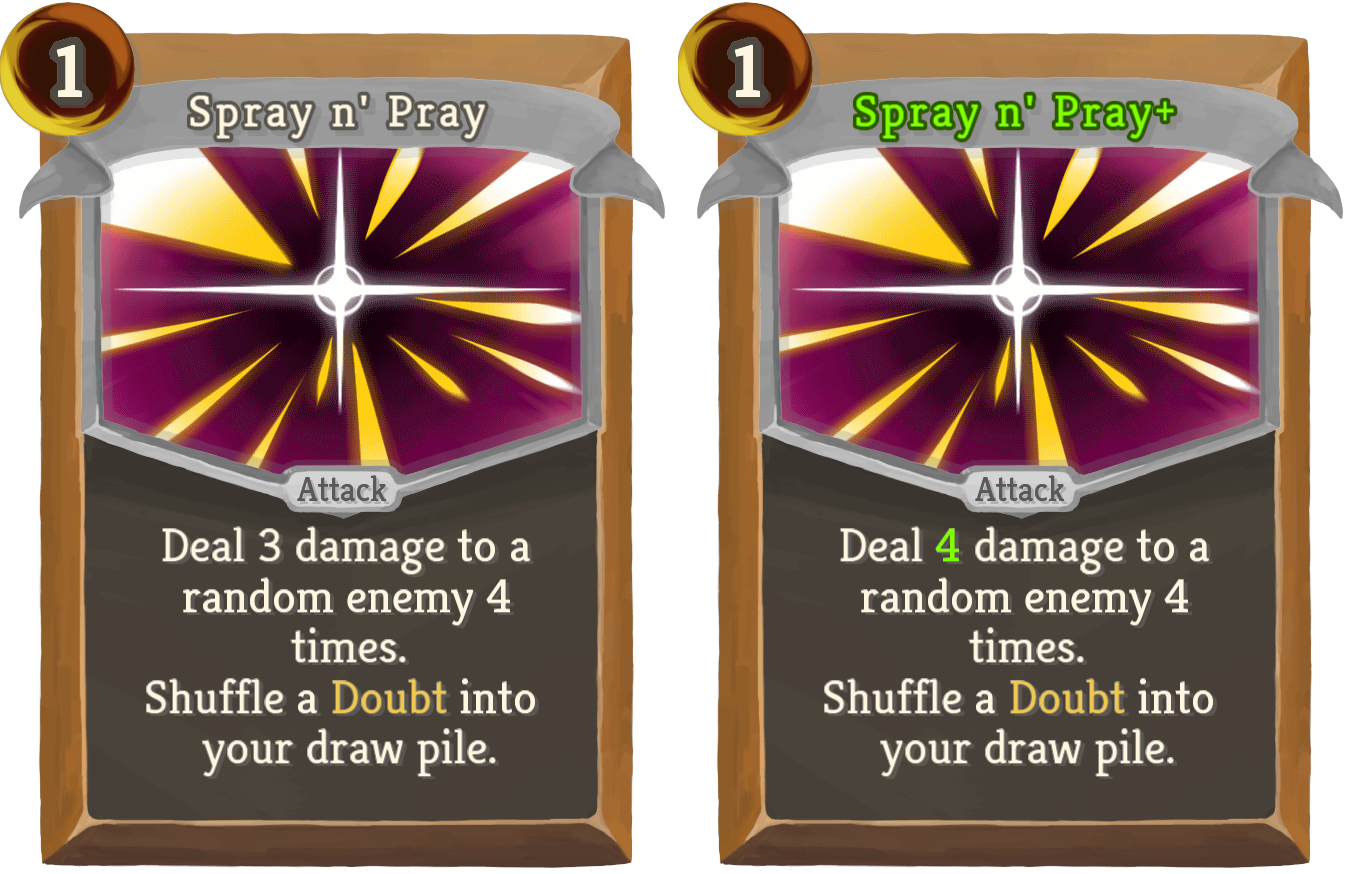 1
Spray n' Pray
Attack
Deal 3 damage to a
random enemy 4
times.
Shuffle a Doubt into
your draw pile.
1
Spray n' Pray+
Attack
Deal 4 damage to a
random enemy 4
times.
Shuffle a Doubt into
your draw pile.